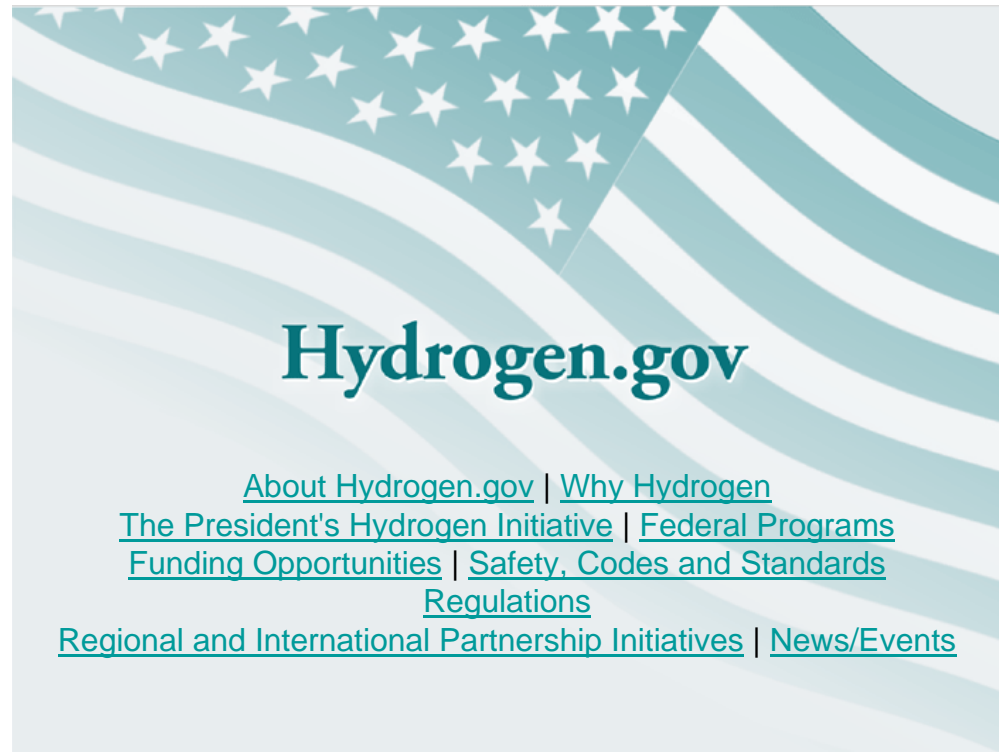 Hydrogen.gov
About Hydrogen.gov | Why Hydrogen
The President's Hydrogen Initiative | Federal Programs
Funding Opportunities | Safety, Codes and Standards
Regulations
Regional and International Partnership Initiatives | News/Events